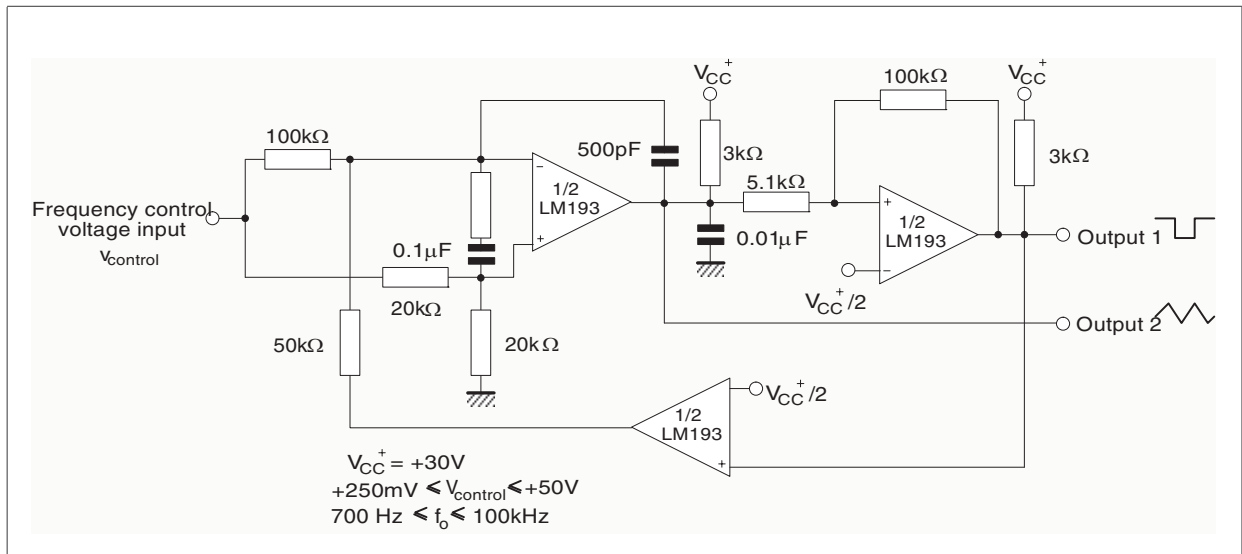 V_CC^+
100kΩ
V_CC^+
100kΩ
500pF
3kΩ
3kΩ
5.1kΩ
−
1/2
LM193
+
+
1/2
LM193
−
Frequency control
voltage input
V_control
0.1μF
0.01μF
Output 1
20kΩ
V_CC^+/2
Output 2
50kΩ
20kΩ
V_CC^+/2
1/2
LM193
+
V_CC^+ = +30V
+250mV ⩽ V_control ⩽ +50V
700 Hz ⩽ f_o ⩽ 100kHz